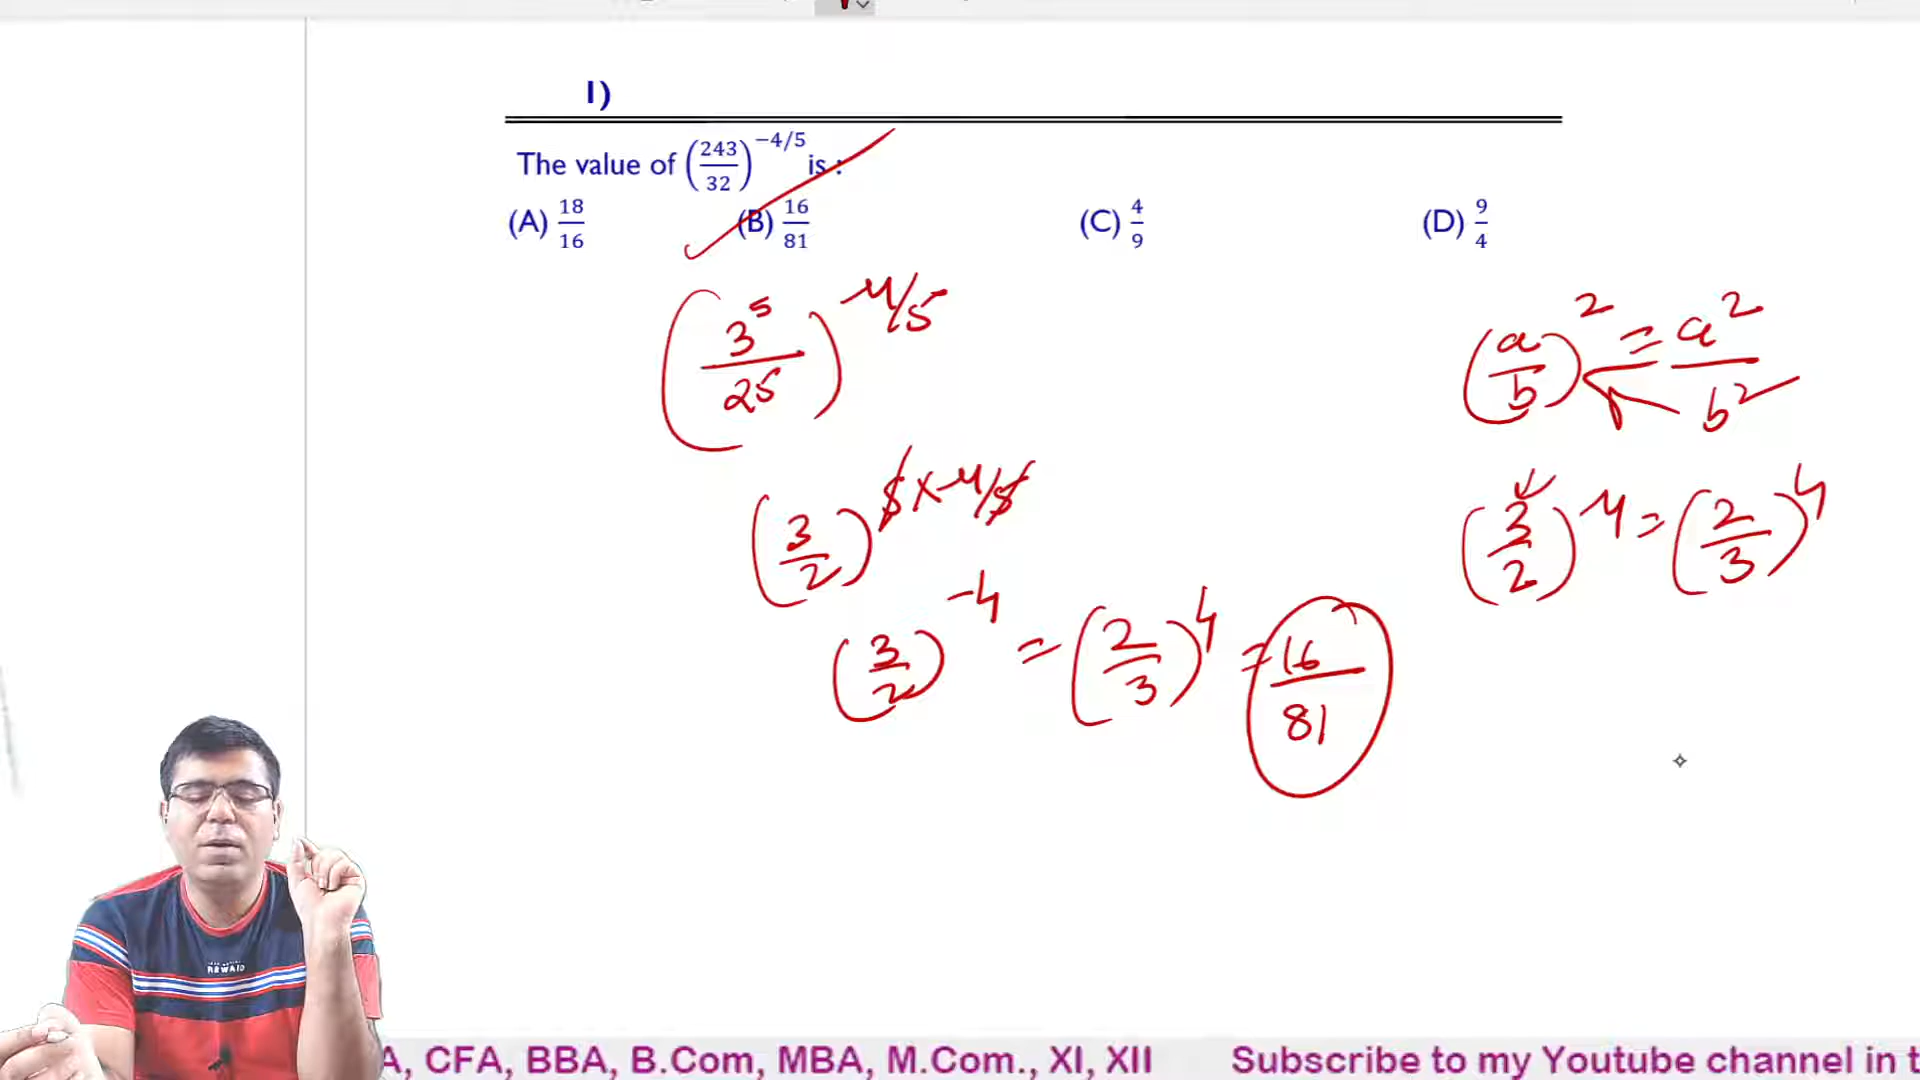 1)
The value of (243/32)^−4/5 is :
(A) 18/16 (B) 16/81 (C) 4/9 (D) 9/4
(3^5/2^5)^-4/5
(a/b)^2 = a^2/b^2
(3/2)^5×-4/5
(3/2)^-4 = (2/3)^4
(3/2)^-4 = (2/3)^4 = 16/81
REWAID
A, CFA, BBA, B.Com, MBA, M.Com., XI, XII Subscribe to my Youtube channel in t